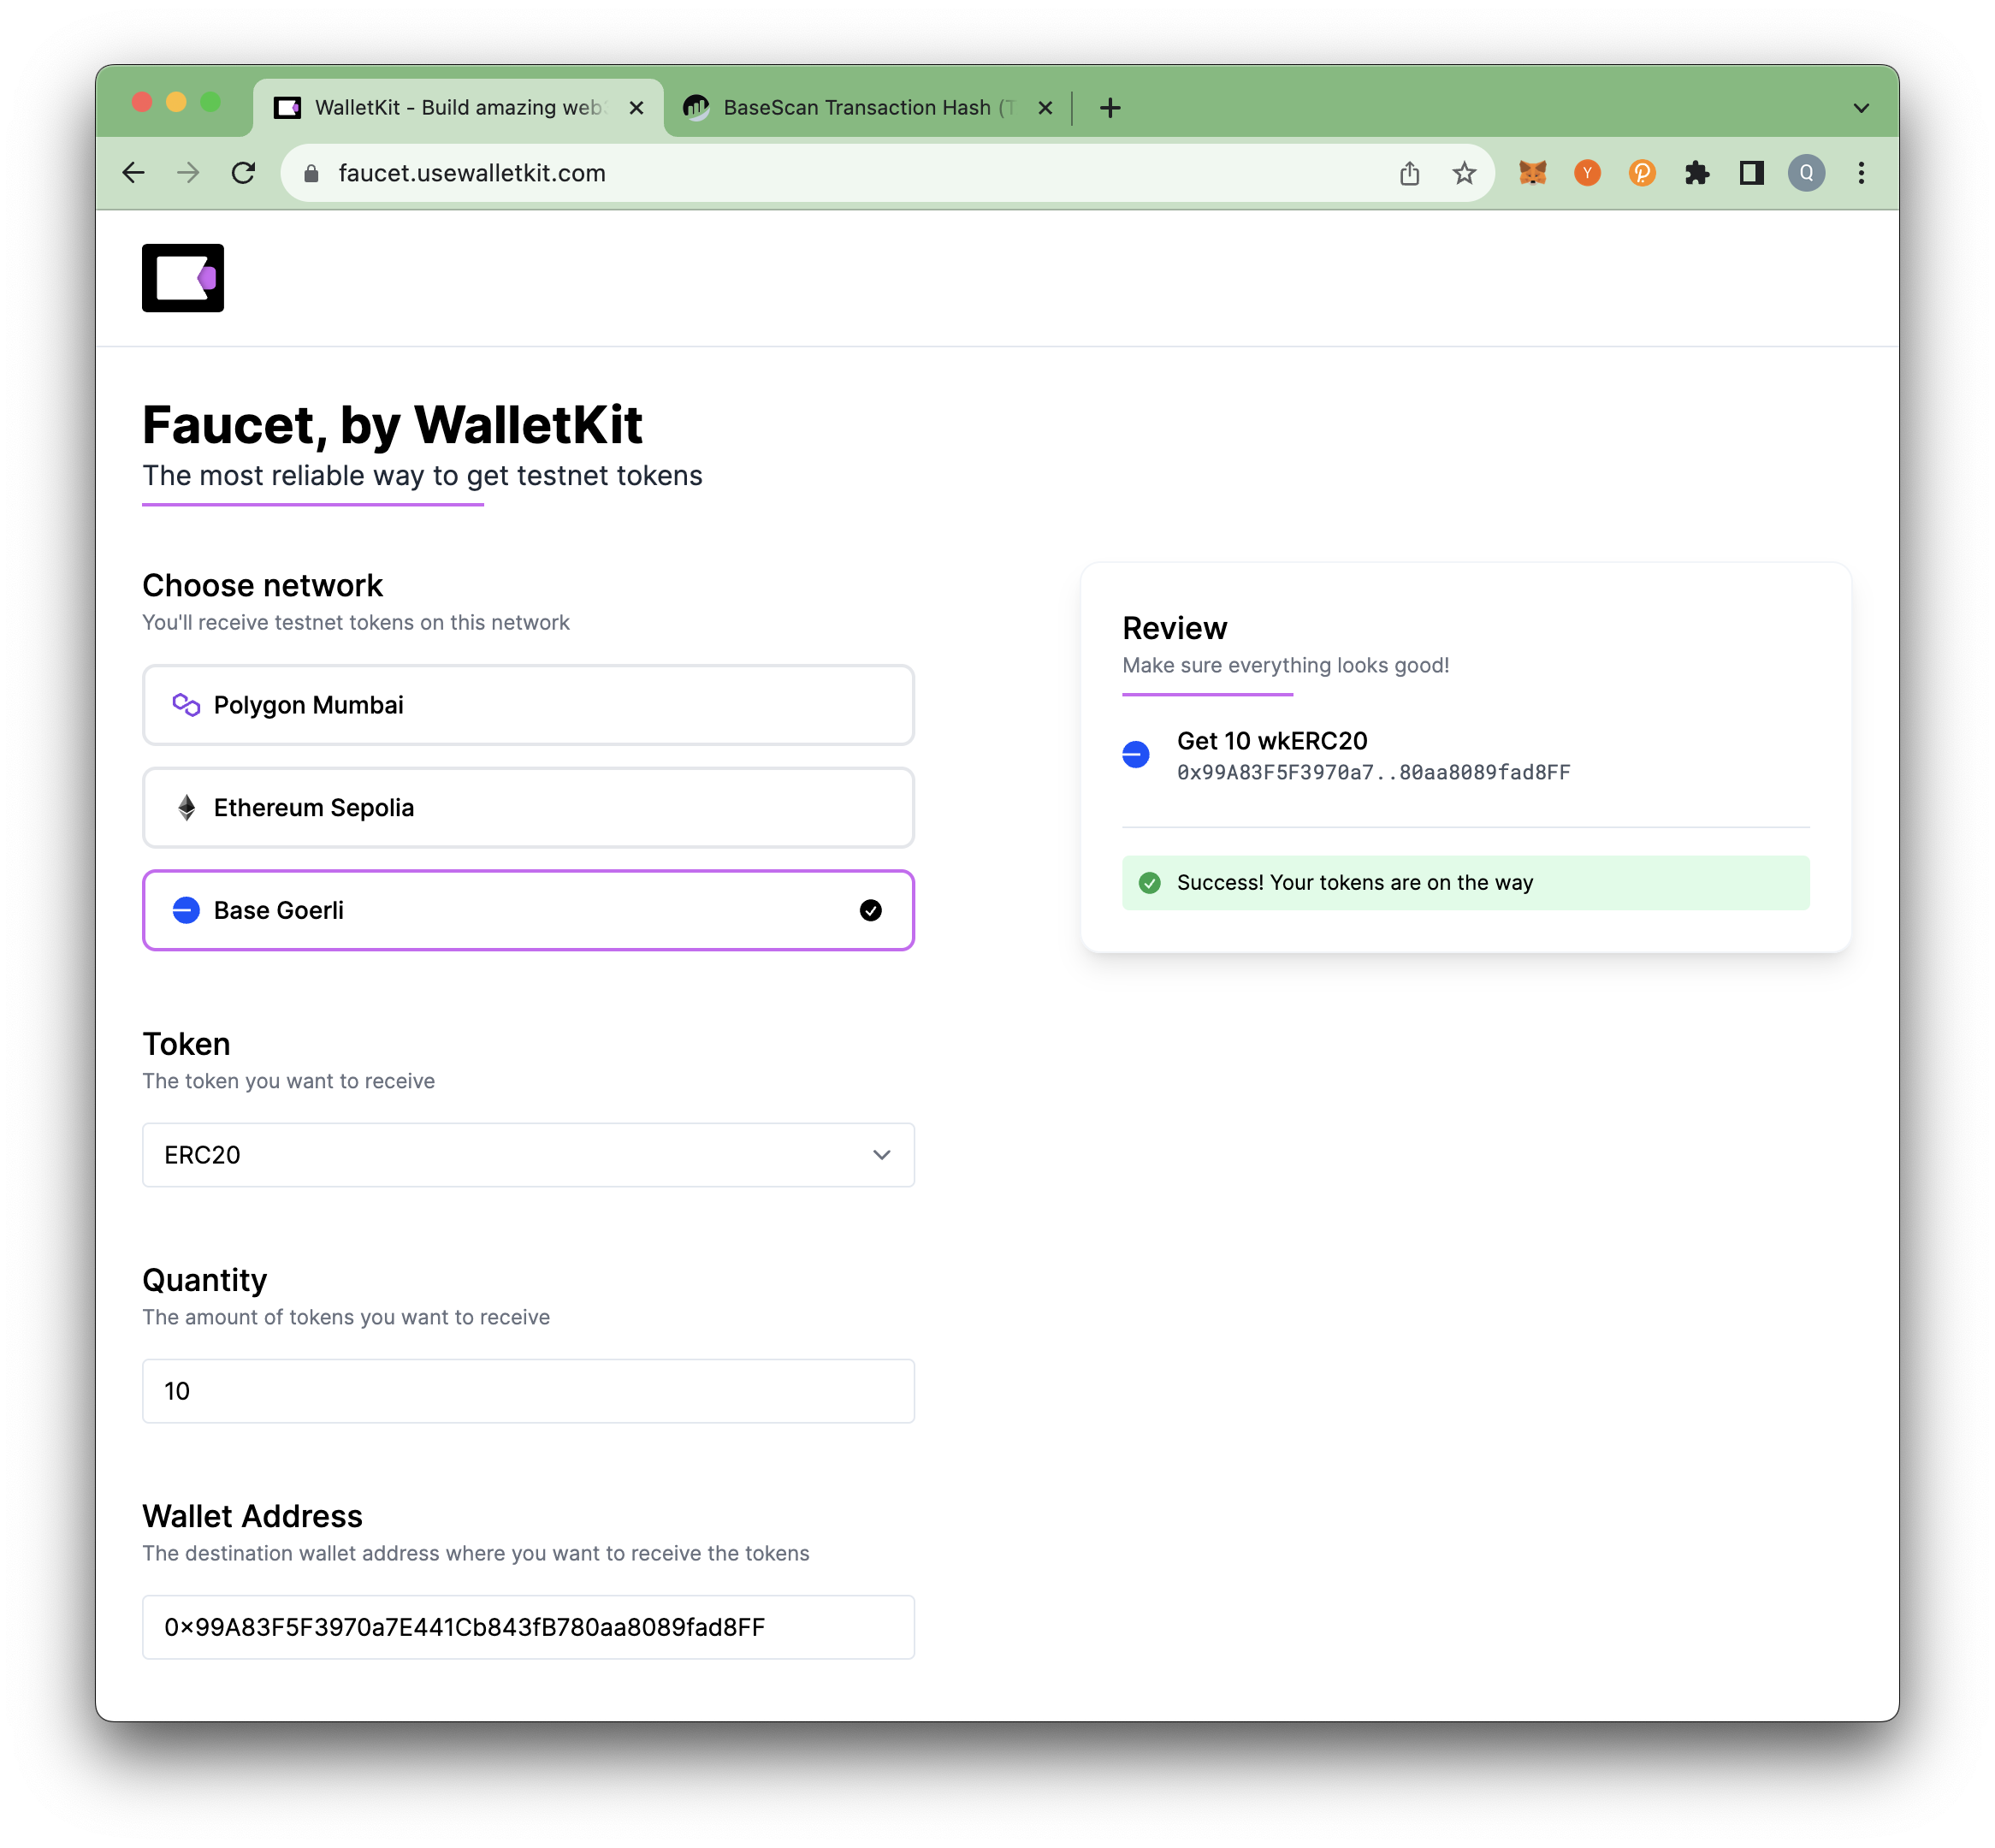 WalletKit - Build amazing web3
BaseScan Transaction Hash (T
faucet.usewalletkit.com
Y
Q
Faucet, by WalletKit
The most reliable way to get testnet tokens
Choose network
You'll receive testnet tokens on this network
Polygon Mumbai
Ethereum Sepolia
Base Goerli
Token
The token you want to receive
ERC20
Quantity
The amount of tokens you want to receive
10
Wallet Address
The destination wallet address where you want to receive the tokens
0×99A83F5F3970a7E441Cb843fB780aa8089fad8FF
Review
Make sure everything looks good!
Get 10 wkERC20
0x99A83F5F3970a7..80aa8089fad8FF
Success! Your tokens are on the way